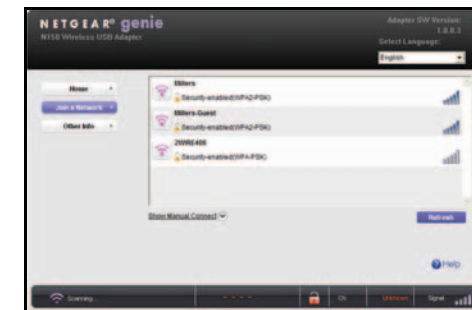 NETGEAR® genie
N150 Wireless USB Adapter
Adapter SW Version:
1.0.0.3
Select Language:
English
Home
Join a Network
Other Info
Millers
Security-enabled(WPA2-PSK)
Millers-Guest
Security-enabled(WPA2-PSK)
2WIRE406
Security-enabled(WPA-PSK)
Show Manual Connect
Refresh
Help
Scanning...
- - - -
Ch
Unknown
Signal